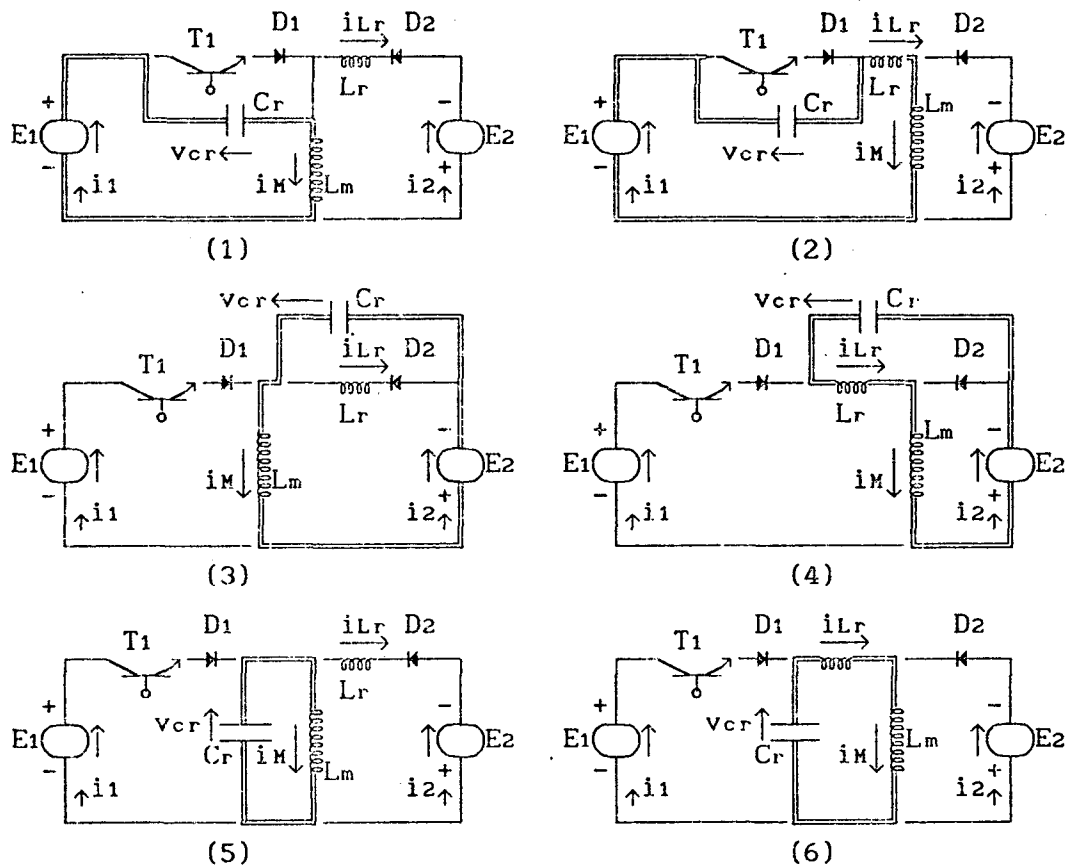 D1 iLr D2 D1 iLr D2
T1 T1
Cr Lr Cr Lr Lm
+ - + -
E1 E2 E1 E2
- vcr iM + - vcr iM +
i1 Lm i2 i1 i2
(1) (2)
vcr Cr vcr Cr
D1 iLr D2 D1 iLr D2
T1 T1
+ Lr - + Lr Lm -
E1 iM Lm E2 E1 iM E2
- + - +
i1 i2 i1 i2
(3) (4)
D1 iLr D2 D1 iLr D2
T1 T1
+ Lr - + Lr -
E1 vcr E2 E1 vcr Lm E2
- Cr iM Lm + - Cr iM +
i1 i2 i1 i2
(5) (6)